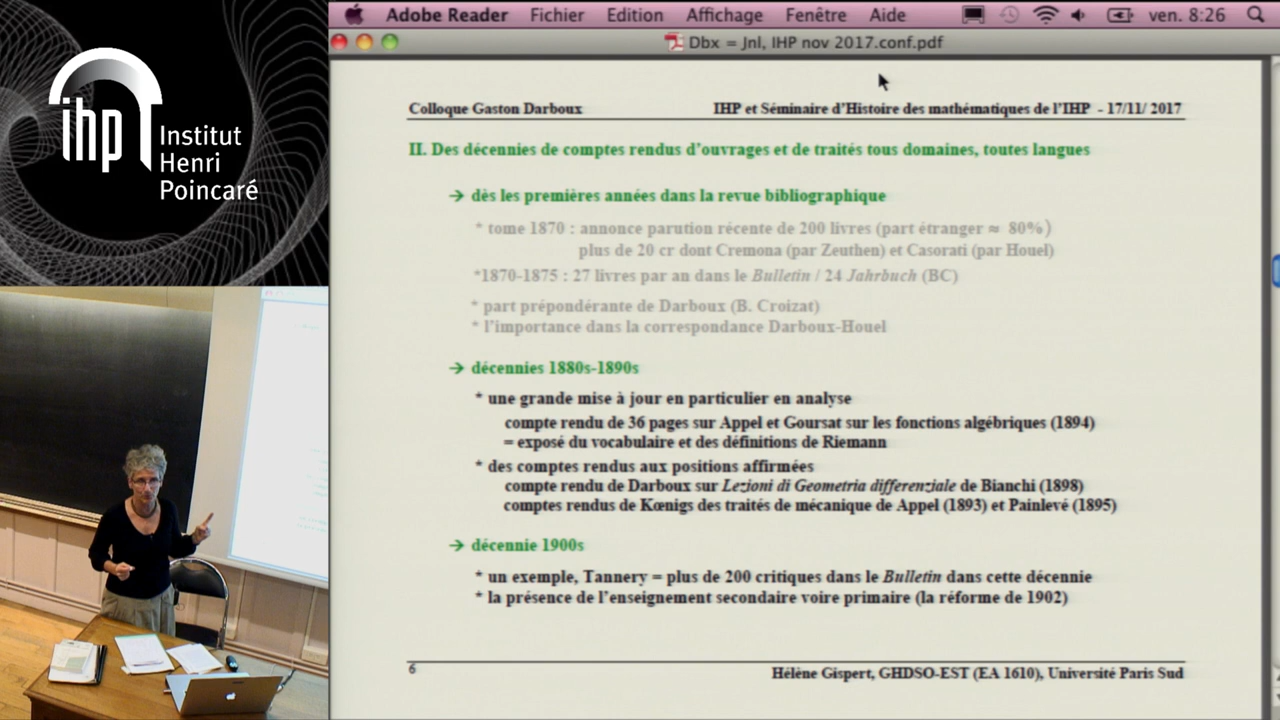 Adobe Reader Fichier Edition Affichage Fenêtre Aide ven. 8:26
Dbx = Jnl, IHP nov 2017.conf.pdf
ihp Institut
Henri
Poincaré
Colloque Gaston Darboux IHP et Séminaire d'Histoire des mathématiques de l'IHP - 17/11/ 2017
II. Des décennies de comptes rendus d'ouvrages et de traités tous domaines, toutes langues
→ dès les premières années dans la revue bibliographique
* tome 1870 : annonce parution récente de 200 livres (part étranger ≈ 80%)
plus de 20 cr dont Cremona (par Zeuthen) et Casorati (par Houel)
*1870-1875 : 27 livres par an dans le Bulletin / 24 Jahrbuch (BC)
* part prépondérante de Darboux (B. Croizat)
* l'importance dans la correspondance Darboux-Houel
→ décennies 1880s-1890s
* une grande mise à jour en particulier en analyse
compte rendu de 36 pages sur Appel et Goursat sur les fonctions algébriques (1894)
= exposé du vocabulaire et des définitions de Riemann
* des comptes rendus aux positions affirmées
compte rendu de Darboux sur Lezioni di Geometria differenziale de Bianchi (1898)
comptes rendus de Kœnigs des traités de mécanique de Appel (1893) et Painlevé (1895)
→ décennie 1900s
* un exemple, Tannery = plus de 200 critiques dans le Bulletin dans cette décennie
* la présence de l'enseignement secondaire voire primaire (la réforme de 1902)
6 Hélène Gispert, GHDSO-EST (EA 1610), Université Paris Sud